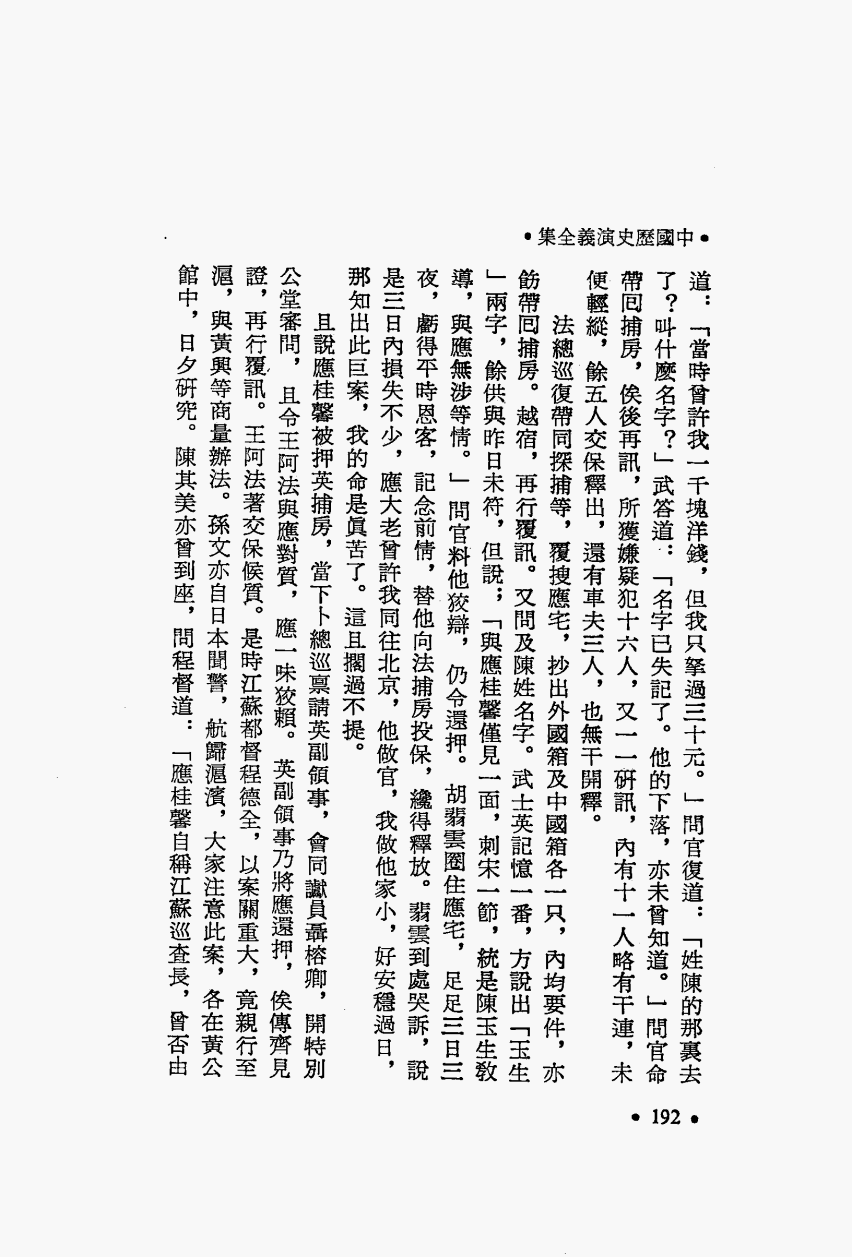 •中國歷史演義全集•
道：「當時曾許我一千塊洋錢，但我只拏過三十元。」問官復道：「姓陳的那裏去
了？叫什麼名字？」武答道：「名字已失記了。他的下落，亦未曾知道。」問官命
帶回捕房，俟後再訊，所獲嫌疑犯十六人，又一一研訊，內有十一人略有干連，未
便輕縱，餘五人交保釋出，還有車夫三人，也無干開釋。
法總巡復帶同探捕等，覆搜應宅，抄出外國箱及中國箱各一只，內均要件，亦
飭帶回捕房。越宿，再行覆訊。又問及陳姓名字。武士英記憶一番，方說出「玉生
」兩字，餘供與昨日未符，但說；「與應桂馨僅見一面，刺宋一節，統是陳玉生敎
導，與應無涉等情。」問官料他狡辯，仍令還押。胡翡雲圈住應宅，足足三日三
夜，虧得平時恩客，記念前情，替他向法捕房投保，纔得釋放。翡雲到處哭訴，說
是三日內損失不少，應大老曾許我同往北京，他做官，我做他家小，好安穩過日，
那知出此巨案，我的命是眞苦了。這且擱過不提。
且說應桂馨被押英捕房，當下卜總巡稟請英副領事，會同讞員聶榕卿，開特別
公堂審問，且令王阿法與應對質，應一味狡賴。英副領事乃將應還押，俟傳齊見
證，再行覆訊。王阿法著交保候質。是時江蘇都督程德全，以案關重大，竟親行至
滬，與黃興等商量辦法。孫文亦自日本聞警，航歸滬濱，大家注意此案，各在黃公
館中，日夕研究。陳其美亦曾到座，問程督道：「應桂馨自稱江蘇巡查長，曾否由
•192•